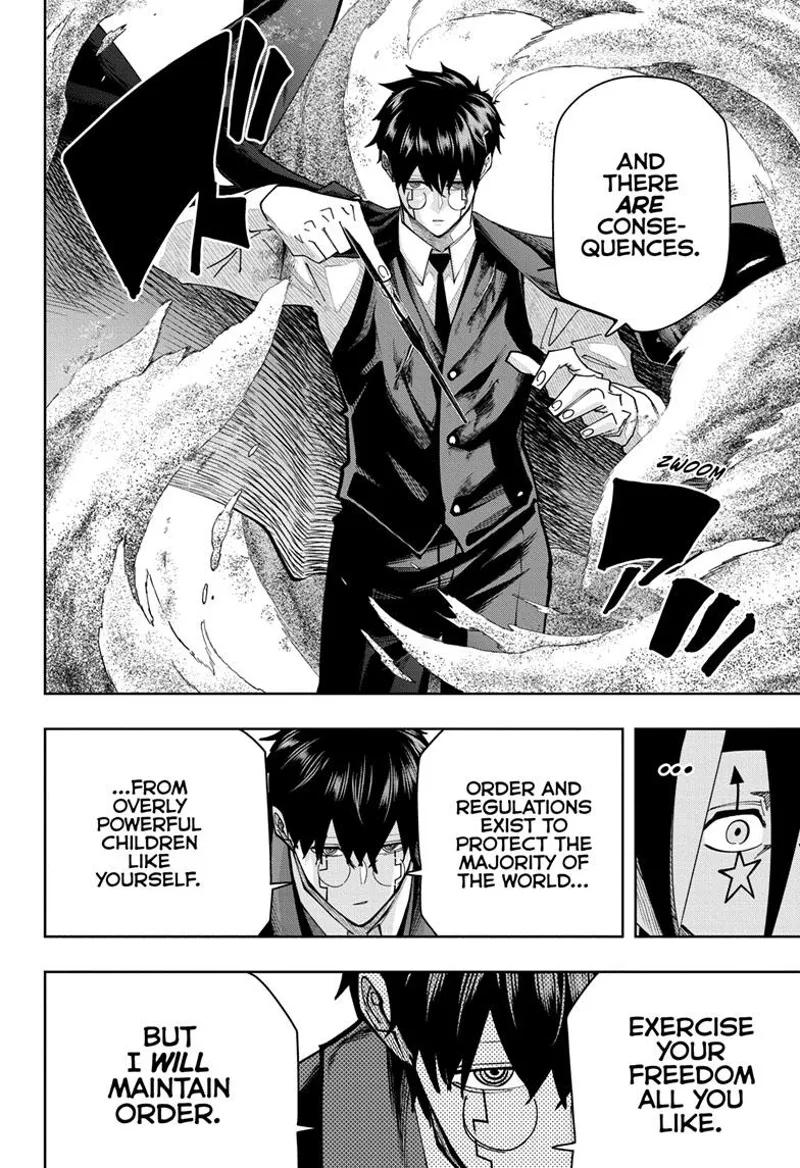 AND
THERE
ARE
CONSE-
QUENCES.
ZWOOM
...
ORDER AND
REGULATIONS
EXIST TO
PROTECT THE
MAJORITY OF
THE WORLD...
...FROM
OVERLY
POWERFUL
CHILDREN
LIKE
YOURSELF.
EXERCISE
YOUR
FREEDOM
ALL YOU
LIKE.
BUT
I WILL
MAINTAIN
ORDER.